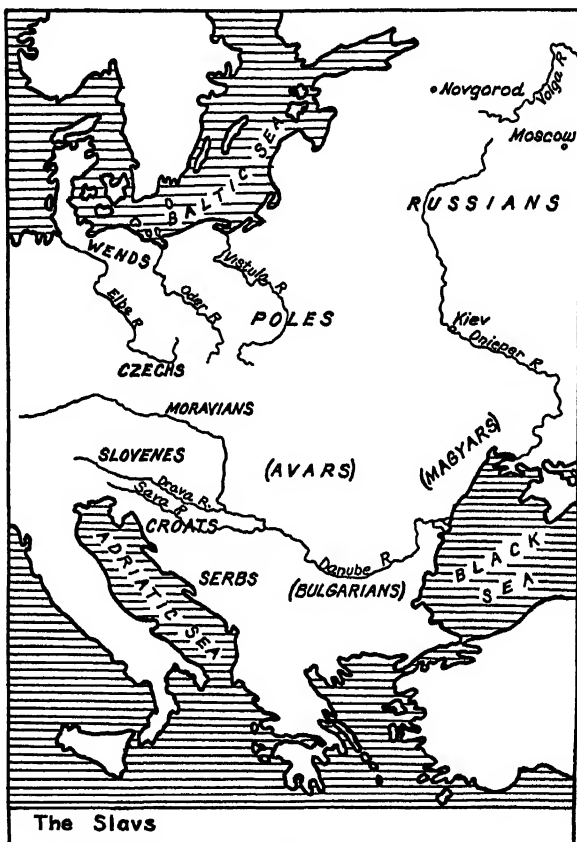 Novgorod
Volga R
Moscow
BALTIC SEA
RUSSIANS
WENDS
Vistula R
Elbe R
Oder R
POLES
Kiev
Dnieper R
CZECHS
MORAVIANS
SLOVENES
(AVARS)
(MAGYARS)
Drava R.
Sava R
CROATS
ADRIATIC SEA
SERBS
Danube R
(BULGARIANS)
BLACK SEA
The Slavs